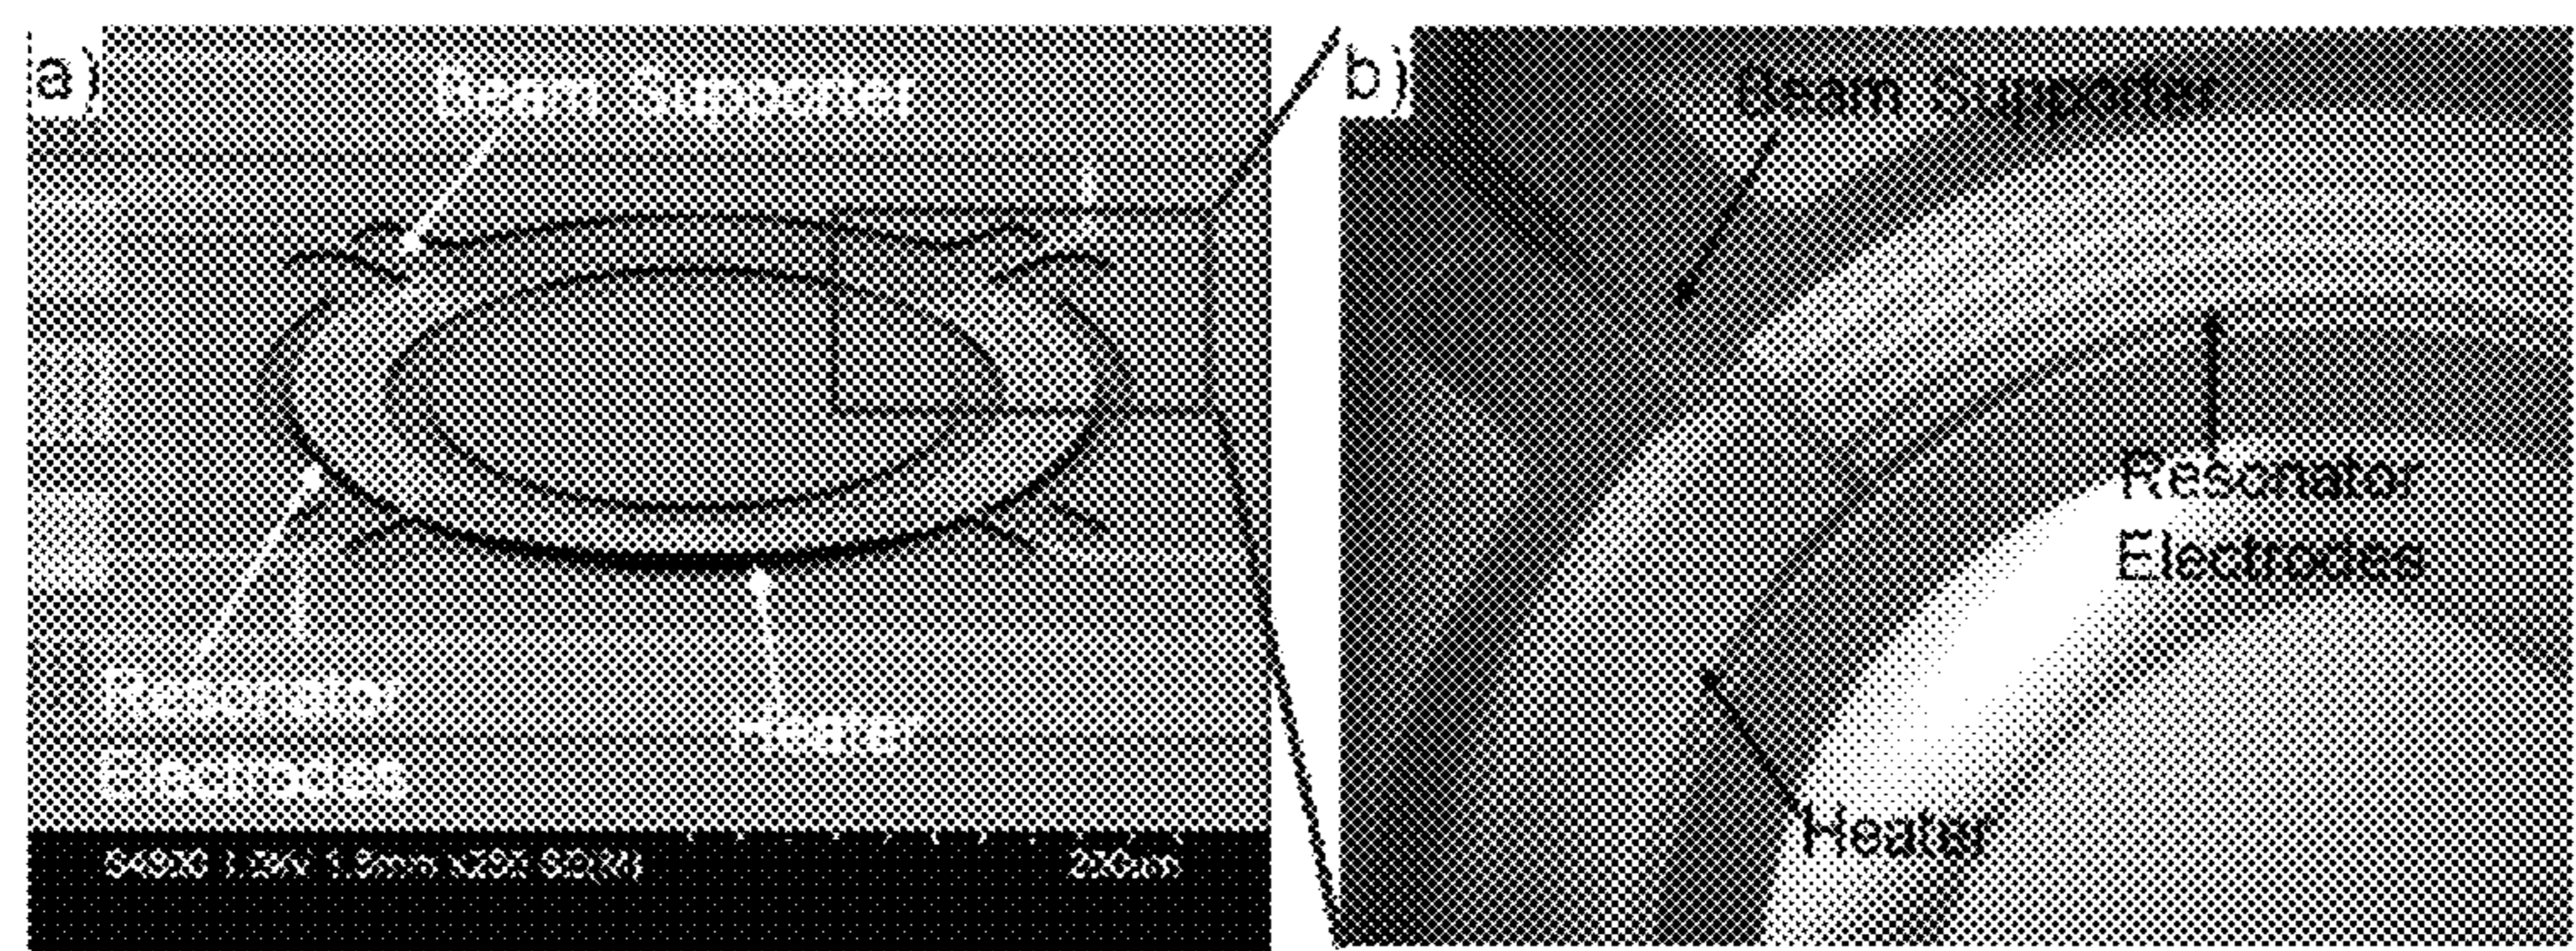 a)
Beam Supporter
Resonator
Electrodes
Heater
b)
Beam Supporter
Resonator
Electrodes
Heater